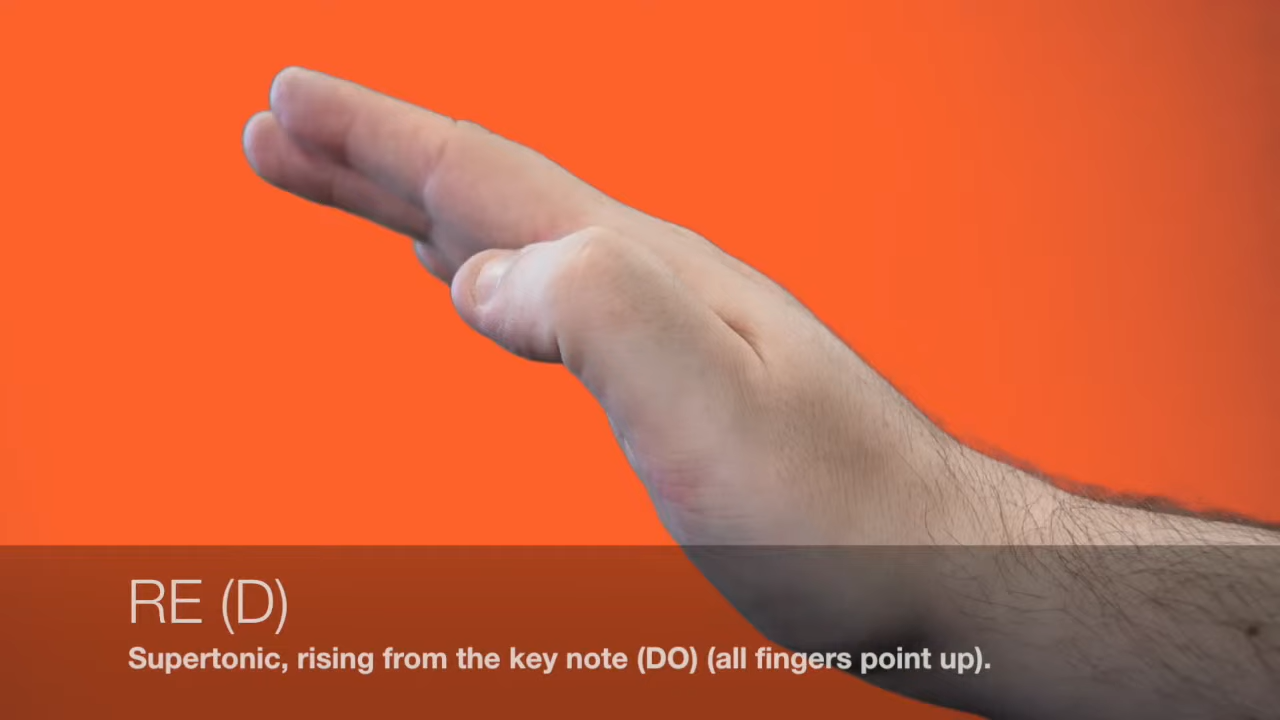 RE (D)
Supertonic, rising from the key note (DO) (all fingers point up).